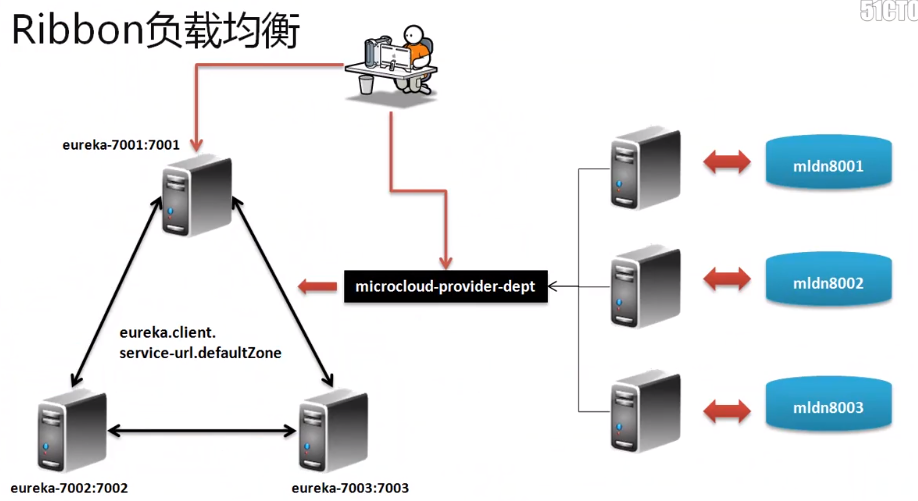 Ribbon负载均衡
51CTO
eureka-7001:7001
mldn8001
microcloud-provider-dept
mldn8002
eureka.client.
service-url.defaultZone
mldn8003
eureka-7002:7002
eureka-7003:7003